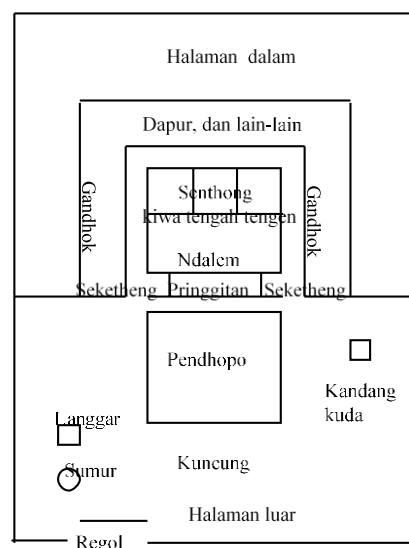 Halaman dalam
Dapur, dan lain-lain
Gandhok
Senthong
Gandhok
kiwa tengah tengen
Ndalem
Seketheng Pringgitan Seketheng
Pendhopo
Kandang
kuda
Langgar
Sumur
Kuncung
Halaman luar
Regol